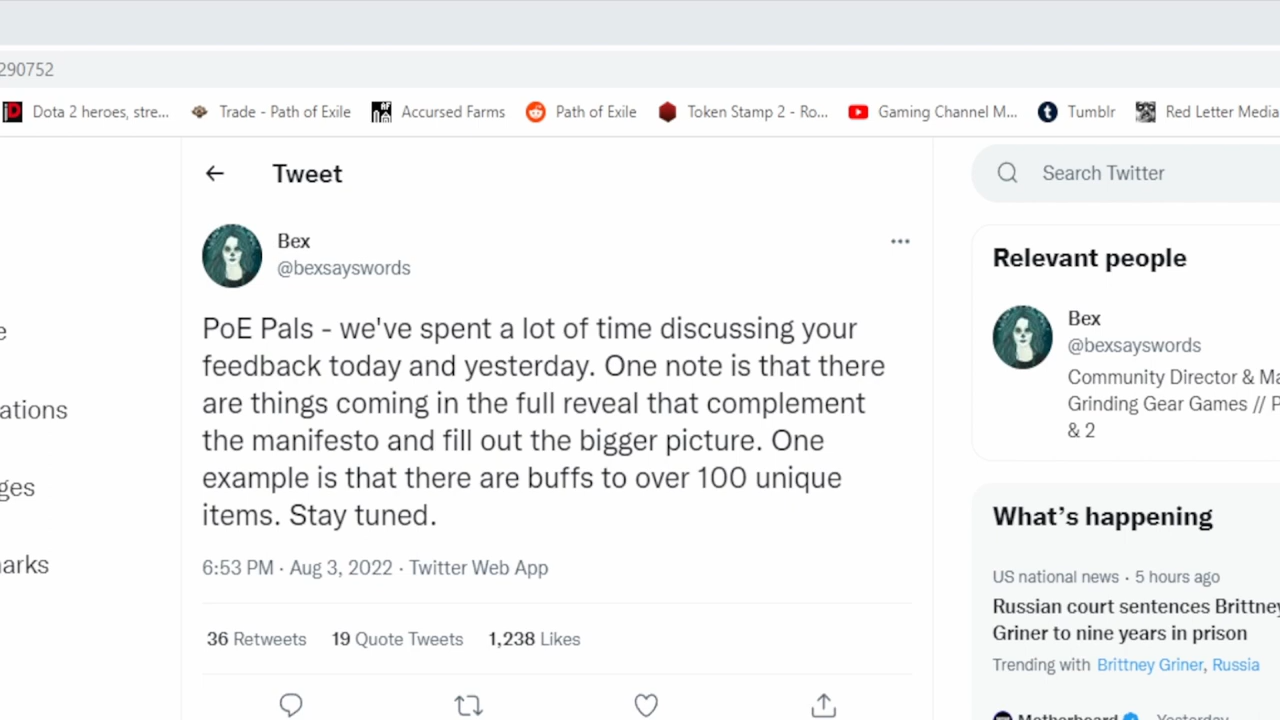 290752
Dota 2 heroes, stre...
Trade - Path of Exile
Accursed Farms
Path of Exile
Token Stamp 2 - Ro...
Gaming Channel M...
Tumblr
Red Letter Media
Tweet
Bex
@bexsayswords
PoE Pals - we've spent a lot of time discussing your
feedback today and yesterday. One note is that there
are things coming in the full reveal that complement
the manifesto and fill out the bigger picture. One
example is that there are buffs to over 100 unique
items. Stay tuned.
6:53 PM · Aug 3, 2022 · Twitter Web App
36 Retweets 19 Quote Tweets 1,238 Likes
e
ations
ges
arks
Search Twitter
Relevant people
Bex
@bexsayswords
Community Director & Ma
Grinding Gear Games // P
& 2
What's happening
US national news · 5 hours ago
Russian court sentences Brittney
Griner to nine years in prison
Trending with Brittney Griner, Russia
Motherboard Yesterday